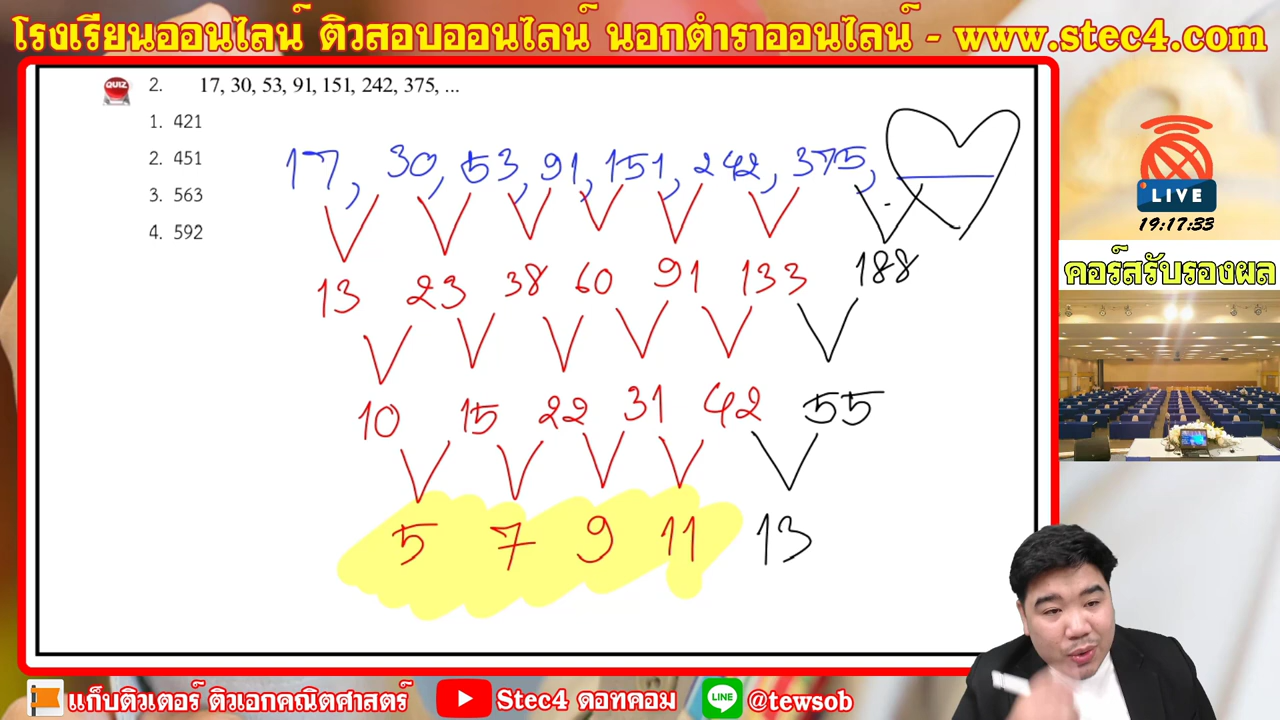 โรงเรียนออนไลน์ ติวสอบออนไลน์ นอกตำราออนไลน์ - www.stec4.com
QUIZ 2. 17, 30, 53, 91, 151, 242, 375, ...
1. 421
2. 451
3. 563
4. 592
17, 30, 53, 91, 151, 242, 375,
13 23 38 60 91 133 188
10 15 22 31 42 55
5 7 9 11 13
LIVE
19:17:33
คอร์สรับรองผล
แก๊บติวเตอร์ ติวเอกคณิตศาสตร์
Stec4 ดอทคอม
LINE @tewsob